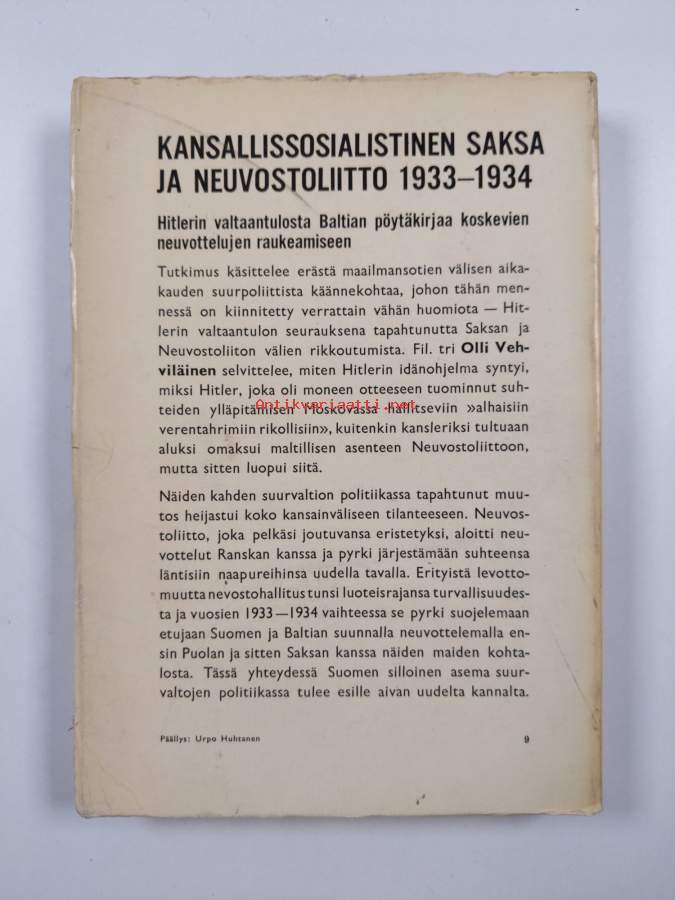 KANSALLISSOSIALISTINEN SAKSA
JA NEUVOSTOLIITTO 1933–1934
Hitlerin valtaantulosta Baltian pöytäkirjaa koskevien
neuvottelujen raukeamiseen
Tutkimus käsittelee erästä maailmansotien välisen aika-
kauden suurpoliittista käännekohtaa, johon tähän men-
nessä on kiinnitetty verrattain vähän huomiota — Hit-
lerin valtaantulon seurauksena tapahtunutta Saksan ja
Neuvostoliiton välien rikkoutumista. Fil. tri Olli Veh-
viläinen selvittelee, miten Hitlerin idänohjelma syntyi,
miksi Hitler, joka oli moneen otteeseen tuominnut suh-
teiden ylläpitämisen Moskovassa hallitseviin »alhaisiin
Antikvariaatti.net
verentahrimiin rikollisiin», kuitenkin kansleriksi tultuaan
aluksi omaksui maltillisen asenteen Neuvostoliittoon,
mutta sitten luopui siitä.
Näiden kahden suurvaltion politiikassa tapahtunut muu-
tos heijastui koko kansainväliseen tilanteeseen. Neuvos-
toliitto, joka pelkäsi joutuvansa eristetyksi, aloitti neu-
vottelut Ranskan kanssa ja pyrki järjestämään suhteensa
läntisiin naapureihinsa uudella tavalla. Erityistä levotto-
muutta nevostohallitus tunsi luoteisrajansa turvallisuudes-
ta ja vuosien 1933—1934 vaihteessa se pyrki suojelemaan
etujaan Suomen ja Baltian suunnalla neuvottelemalla en-
sin Puolan ja sitten Saksan kanssa näiden maiden kohta-
losta. Tässä yhteydessä Suomen silloinen asema suur-
valtojen politiikassa tulee esille aivan uudelta kannalta.
Päällys: Urpo Huhtanen
9